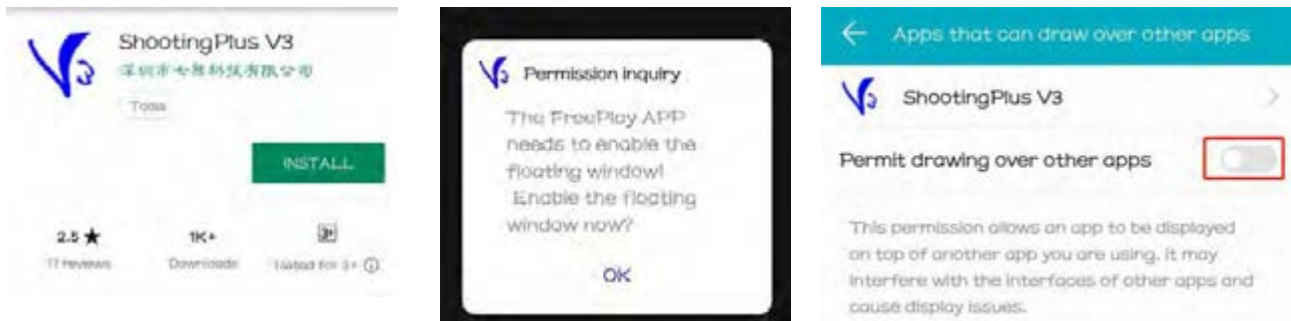 ShootingPlus V3
深圳市七雅科技有限公司
Tools
INSTALL
2.5 ★
1K+
3+
17 reviews
Downloads
Rated for 3+
V3
Permission inquiry
The FreePlay APP
needs to enable the
floating window!
Enable the floating
window now?
OK
Apps that can draw over other apps
V3
ShootingPlus V3
Permit drawing over other apps
This permission allows an app to be displayed
on top of another app you are using. It may
interfere with the interfaces of other apps and
cause display issues.